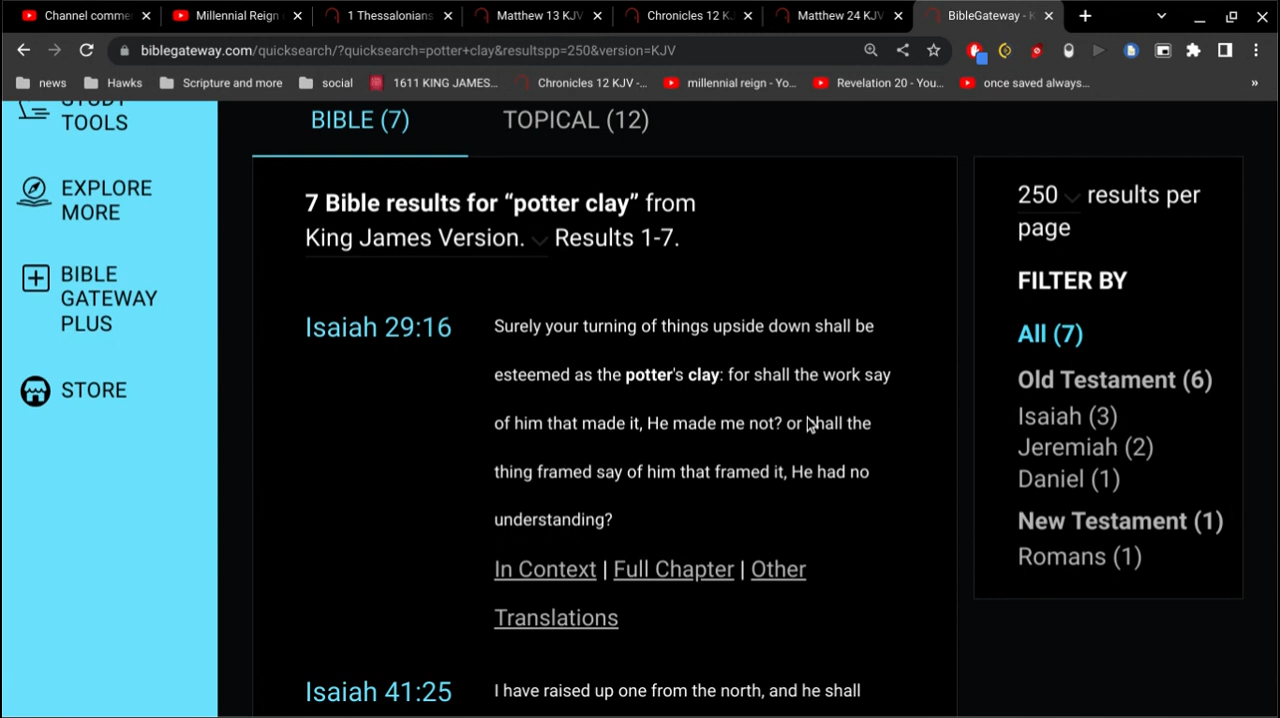 Channel comme
Millennial Reign
1 Thessalonians
Matthew 13 KJV
Chronicles 12 K
Matthew 24 KJV
BibleGateway - K
biblegateway.com/quicksearch/?quicksearch=potter+clay&resultspp=250&version=KJV
news
Hawks
Scripture and more
social
1611 KING JAMES...
Chronicles 12 KJV -...
millennial reign - Yo...
Revelation 20 - You...
once saved always...
»
STUDY
TOOLS
EXPLORE
MORE
BIBLE
GATEWAY
PLUS
STORE
BIBLE (7)
TOPICAL (12)
7 Bible results for “potter clay” from
King James Version. Results 1-7.
Isaiah 29:16
Surely your turning of things upside down shall be
esteemed as the potter's clay: for shall the work say
of him that made it, He made me not? or shall the
thing framed say of him that framed it, He had no
understanding?
In Context | Full Chapter | Other
Translations
Isaiah 41:25
I have raised up one from the north, and he shall
250 results per
page
FILTER BY
All (7)
Old Testament (6)
Isaiah (3)
Jeremiah (2)
Daniel (1)
New Testament (1)
Romans (1)